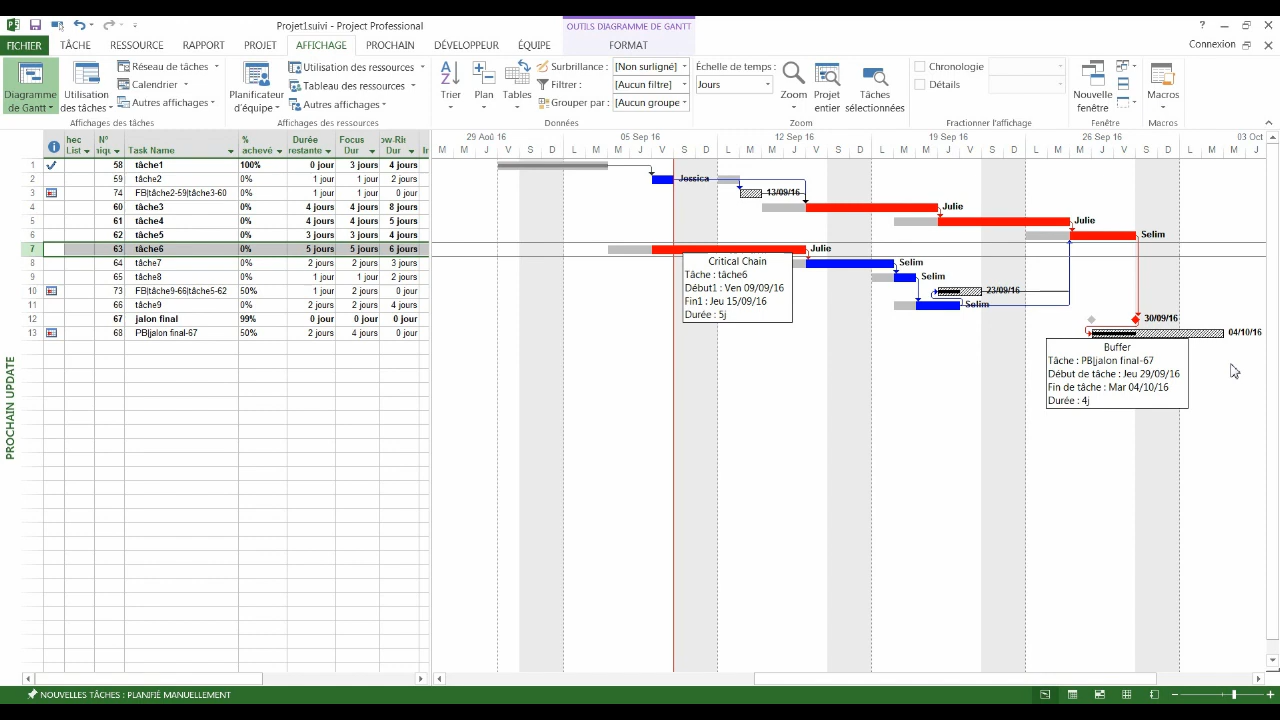 Projet1suivi - Project Professional
OUTILS DIAGRAMME DE GANTT
FICHIER TÂCHE RESSOURCE RAPPORT PROJET AFFICHAGE PROCHAIN DÉVELOPPEUR ÉQUIPE FORMAT Connexion
Diagramme de Gantt
Utilisation des tâches
Réseau de tâches
Calendrier
Autres affichages
Affichages des tâches
Planificateur d'équipe
Utilisation des ressources
Tableau des ressources
Autres affichages
Affichages des ressources
Trier
Plan
Tables
Surbrillance : [Non surligné]
Filtrer : [Aucun filtre]
Grouper par : [Aucun groupe
Données
Échelle de temps
Jours
Zoom
Projet entier
Tâches sélectionnées
Zoom
Chronologie
Détails
Fractionner l'affichage
Nouvelle fenêtre
Fenêtre
Macros
Macros
29 Aoû 16 05 Sep 16 12 Sep 16 19 Sep 16 26 Sep 16 03 Oct
M M V D L M J S M V D L M J S M V D L M J S M V D L M J
hec List N° iqu Task Name % achevé Durée restante Focus Dur ow-Ri Dur Ir
1 58 tâche1 100% 0 jour 3 jours 4 jours
2 59 tâche2 0% 1 jour 1 jour 2 jours
3 74 FB|tâche2-59|tâche3-60 0% 1 jour 1 jour 0 jour
4 60 tâche3 0% 4 jours 4 jours 8 jours
5 61 tâche4 0% 4 jours 4 jours 5 jours
6 62 tâche5 0% 3 jours 3 jours 4 jours
7 63 tâche6 0% 5 jours 5 jours 6 jours
8 64 tâche7 0% 2 jours 2 jours 3 jours
9 65 tâche8 0% 1 jour 1 jour 2 jours
10 73 FB|tâche9-66|tâche5-62 50% 1 jour 2 jours 0 jour
11 66 tâche9 0% 2 jours 2 jours 4 jours
12 67 jalon final 99% 0 jour 0 jour 0 jour
13 68 PB|jalon final-67 50% 2 jours 4 jours 0 jour
Jessica
13/09/16
Julie
Julie
Selim
Julie
Selim
Selim
23/09/16
Selim
30/09/16
04/10/16
Critical Chain
Tâche : tâche6
Début1 : Ven 09/09/16
Fin1 : Jeu 15/09/16
Durée : 5j
Buffer
Tâche : PB|jalon final-67
Début de tâche : Jeu 29/09/16
Fin de tâche : Mar 04/10/16
Durée : 4j
PROCHAIN UPDATE
NOUVELLES TÂCHES : PLANIFIÉ MANUELLEMENT